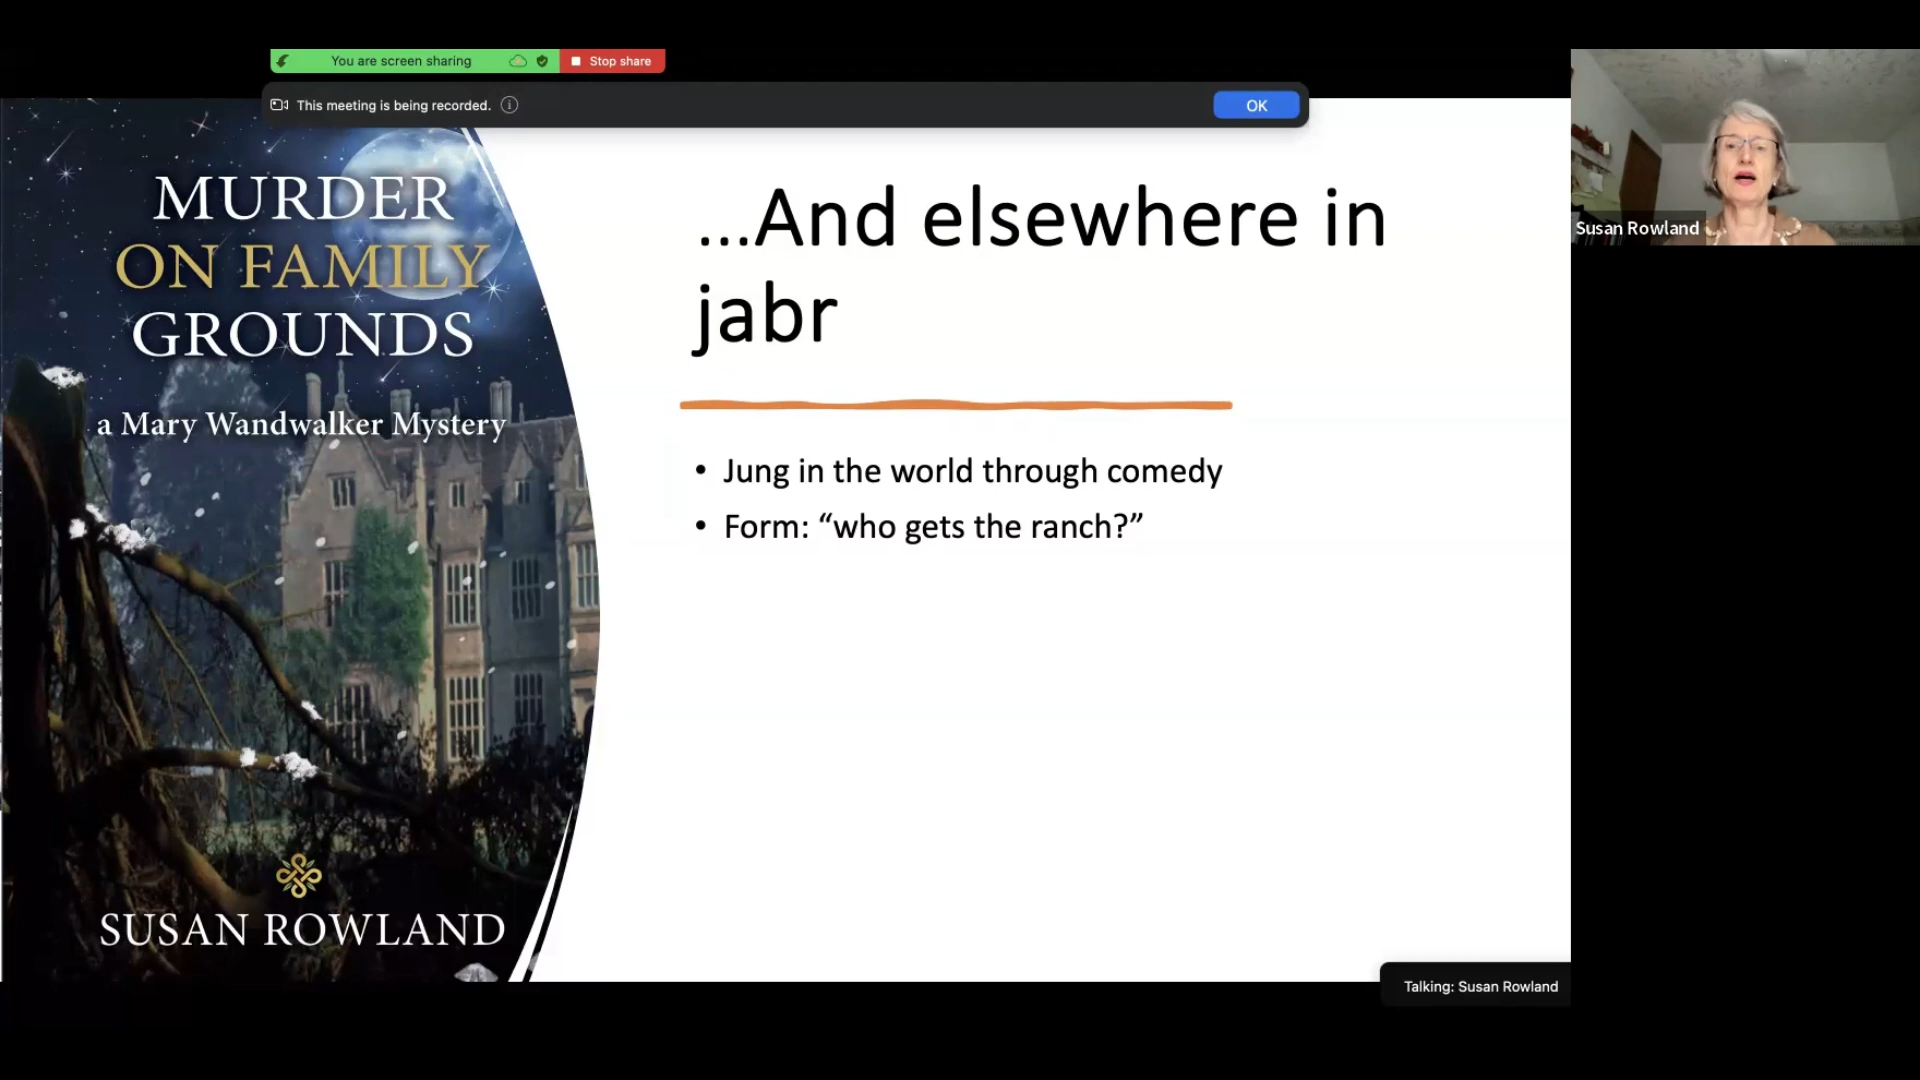 You are screen sharing
Stop share
This meeting is being recorded.
OK
MURDER
ON FAMILY
GROUNDS
a Mary Wandwalker Mystery
SUSAN ROWLAND
...And elsewhere in
jabr
• Jung in the world through comedy
• Form: “who gets the ranch?”
Susan Rowland
Talking: Susan Rowland